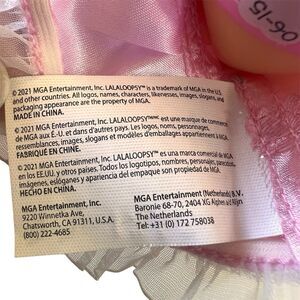 06-15
© 2021 MGA Entertainment, Inc. LALALOOPSY™ is a trademark of MGA in the U.S.
and other countries. All logos, names, characters, likenesses, images, slogans, and
packaging appearance are the property of MGA.
MADE IN CHINA.
© 2021 MGA Entertainment, Inc. LALALOOPSY est une marque de commerce
de MGA aux É.-U. et dans d'autres pays. Les logos, noms, personnages,
ressemblances, images, slogans et modèles d'emballage appartiennent à
FABRIQUÉ EN CHINE.
© 2021 MGA Entertainment, Inc. LALALOOPSY es una marca comercial de MGA
en los EE.UU. y otros países. Todos los logotipos, nombres, personajes,
imágenes, eslóganes y apariencia del empaque son propiedad de MGA.
HECHO EN CHINA.
MGA Entertainment, Inc.
9220 Winnetka Ave,
Chatsworth, CA 91311, U.S.A.
(800) 222-4685
MGA Entertainment (Netherlands) B.V.
Baronie 68-70, 2404 XG Alphen a/d Rijn
The Netherlands
Tel: +31 (0) 172 758038